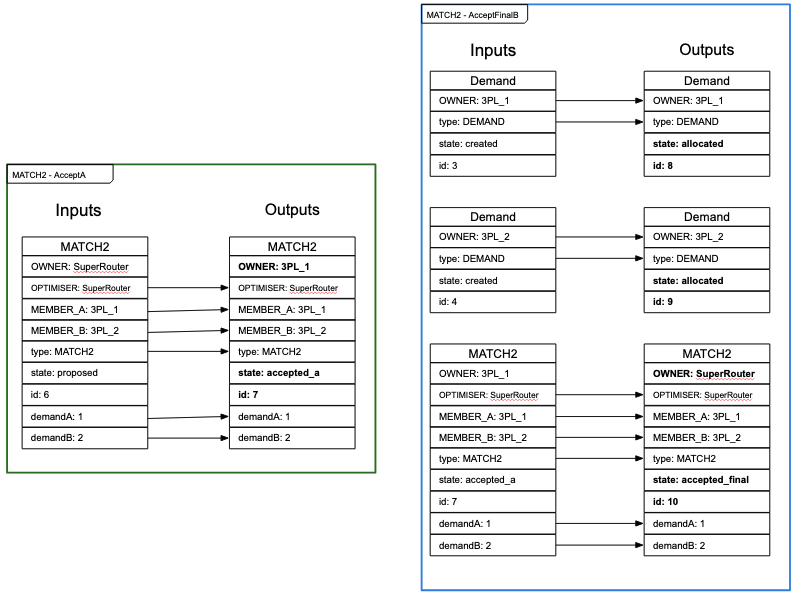 MATCH2 - AcceptA
Inputs
Outputs
MATCH2
OWNER: SuperRouter
OPTIMISER: SuperRouter
MEMBER_A: 3PL_1
MEMBER_B: 3PL_2
type: MATCH2
state: proposed
id: 6
demandA: 1
demandB: 2
MATCH2
OWNER: 3PL_1
OPTIMISER: SuperRouter
MEMBER_A: 3PL_1
MEMBER_B: 3PL_2
type: MATCH2
state: accepted_a
id: 7
demandA: 1
demandB: 2
MATCH2 - AcceptFinalB
Inputs
Outputs
Demand
OWNER: 3PL_1
type: DEMAND
state: created
id: 3
Demand
OWNER: 3PL_1
type: DEMAND
state: allocated
id: 8
Demand
OWNER: 3PL_2
type: DEMAND
state: created
id: 4
Demand
OWNER: 3PL_2
type: DEMAND
state: allocated
id: 9
MATCH2
OWNER: 3PL_1
OPTIMISER: SuperRouter
MEMBER_A: 3PL_1
MEMBER_B: 3PL_2
type: MATCH2
state: accepted_a
id: 7
demandA: 1
demandB: 2
MATCH2
OWNER: SuperRouter
OPTIMISER: SuperRouter
MEMBER_A: 3PL_1
MEMBER_B: 3PL_2
type: MATCH2
state: accepted_final
id: 10
demandA: 1
demandB: 2